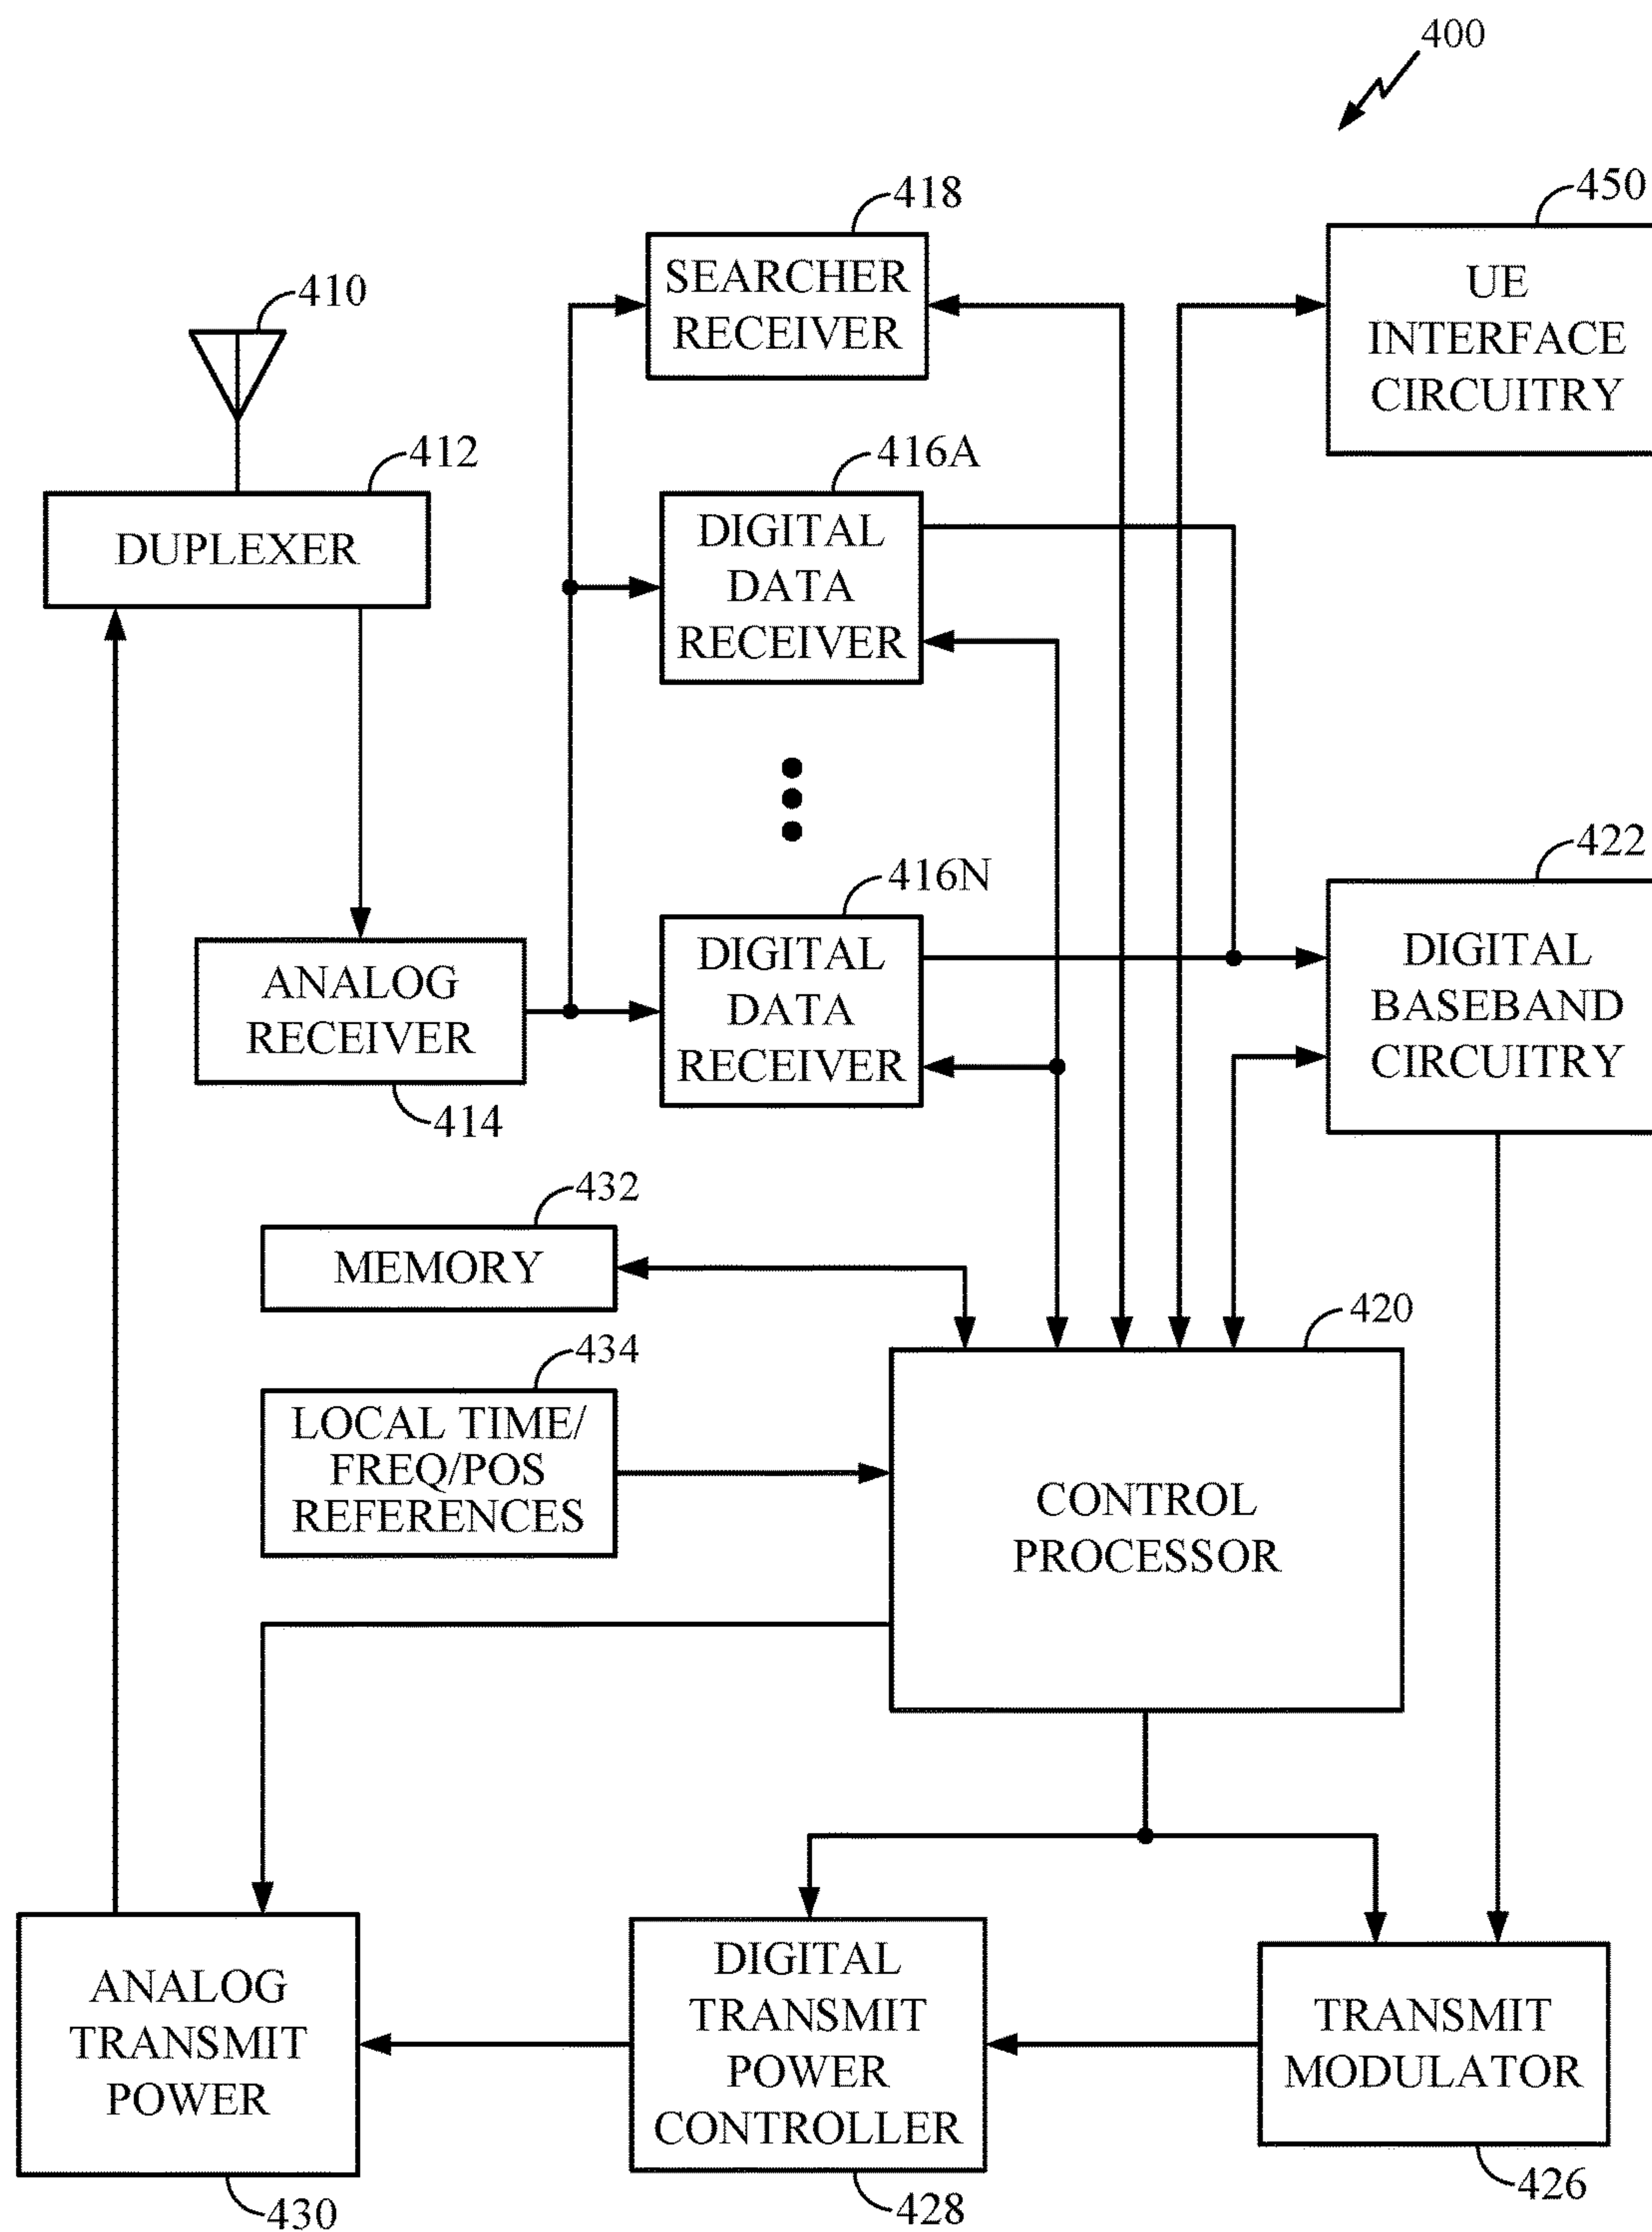 400
418
SEARCHER
RECEIVER
450
UE
INTERFACE
CIRCUITRY
410
412
DUPLEXER
416A
DIGITAL
DATA
RECEIVER
416N
DIGITAL
DATA
RECEIVER
422
DIGITAL
BASEBAND
CIRCUITRY
ANALOG
RECEIVER
414
432
MEMORY
434
LOCAL TIME/
FREQ/POS
REFERENCES
420
CONTROL
PROCESSOR
ANALOG
TRANSMIT
POWER
430
DIGITAL
TRANSMIT
POWER
CONTROLLER
428
TRANSMIT
MODULATOR
426